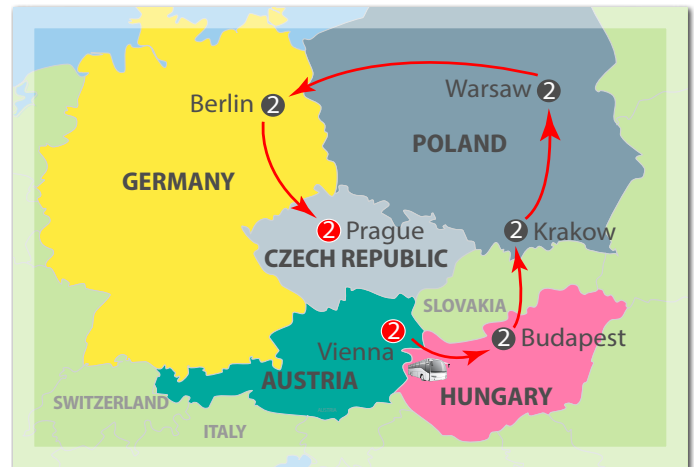 Warsaw 2
Berlin 2
POLAND
GERMANY
2 Prague
2 Krakow
CZECH REPUBLIC
SLOVAKIA
2
Vienna
2 Budapest
AUSTRIA
HUNGARY
SWITZERLAND
ITALY